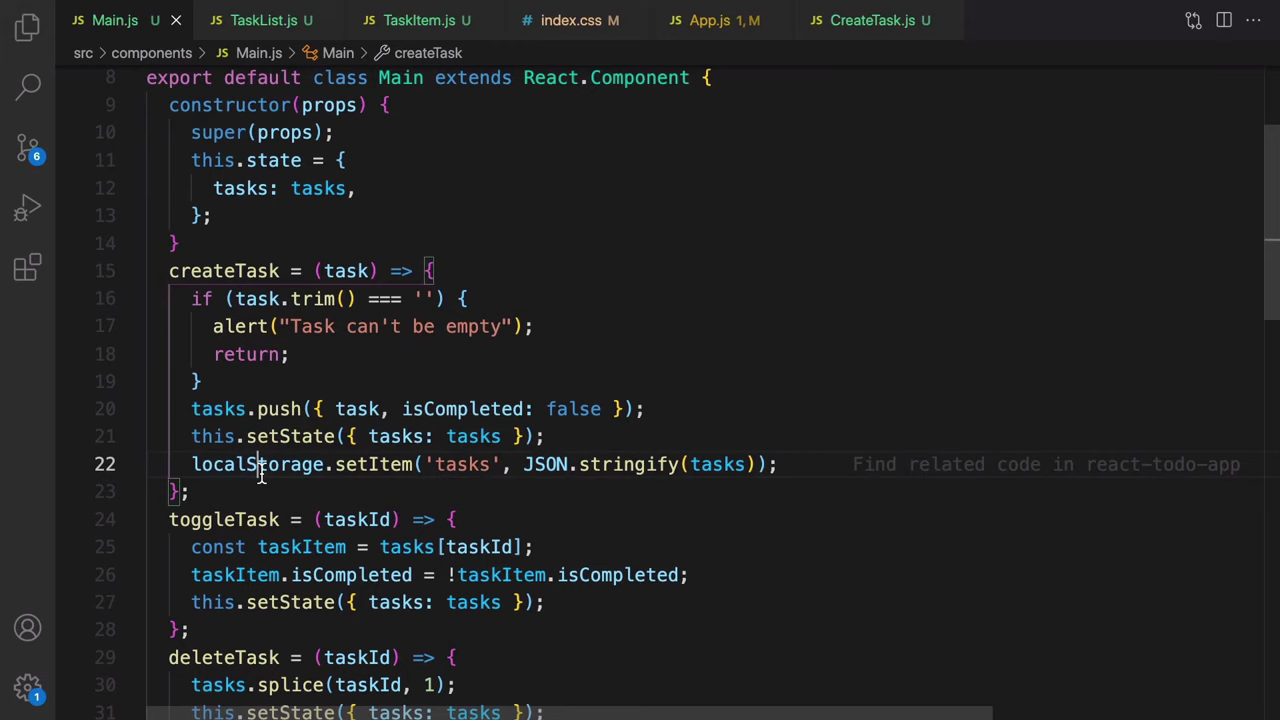 Main.js U TaskList.js U TaskItem.js U # index.css M App.js 1, M CreateTask.js U
src > components > Main.js > Main > createTask
8 export default class Main extends React.Component {
9 constructor(props) {
10 super(props);
11 this.state = {
12 tasks: tasks,
13 };
14 }
15 createTask = (task) => {
16 if (task.trim() === '') {
17 alert("Task can't be empty");
18 return;
19 }
20 tasks.push({ task, isCompleted: false });
21 this.setState({ tasks: tasks });
22 localStorage.setItem('tasks', JSON.stringify(tasks)); Find related code in react-todo-app
23 };
24 toggleTask = (taskId) => {
25 const taskItem = tasks[taskId];
26 taskItem.isCompleted = !taskItem.isCompleted;
27 this.setState({ tasks: tasks });
28 };
29 deleteTask = (taskId) => {
30 tasks.splice(taskId, 1);
31 this.setState({ tasks: tasks });
6
1